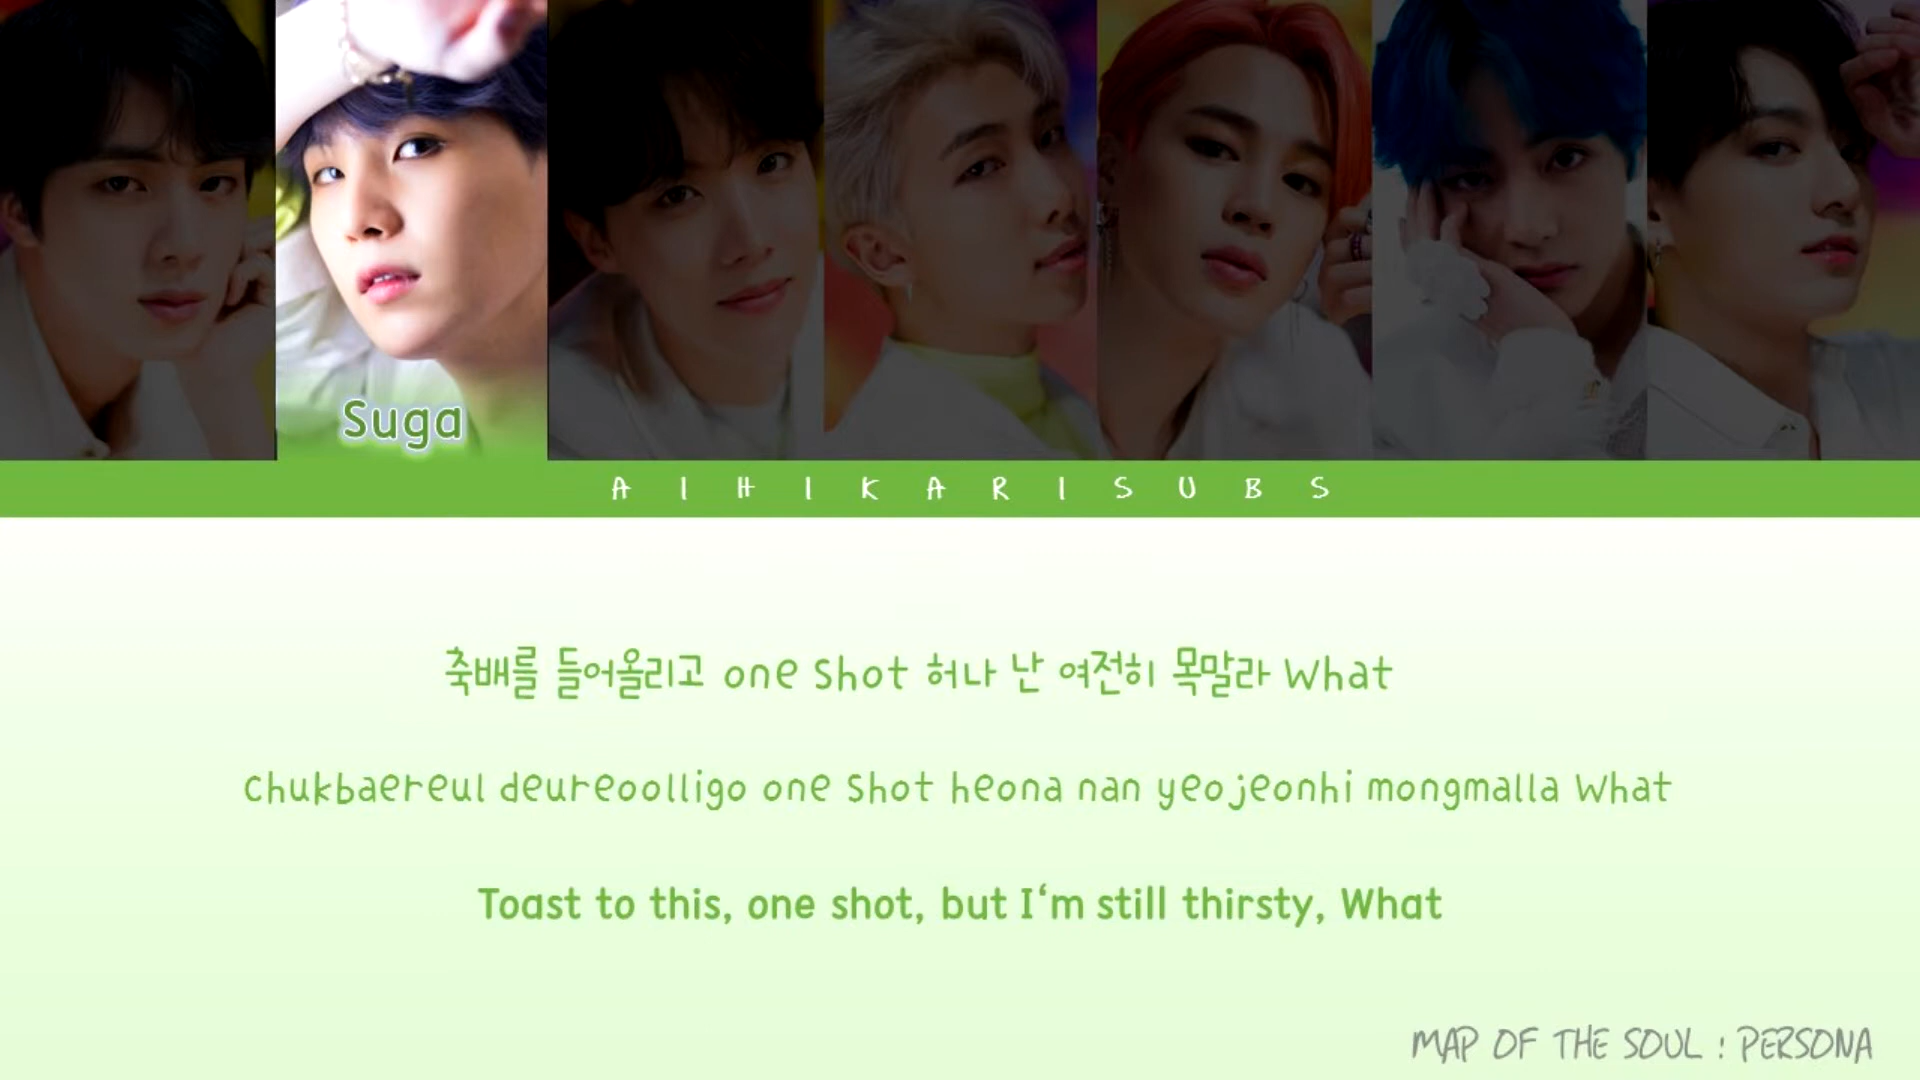 Suga
AIHIKARISUBS
축배를 들어올리고 one Shot 허나 난 여전히 목말라 What
chukbaereul deureoolligo one Shot heona nan yeojeonhi mongmalla What
Toast to this, one shot, but I‘m still thirsty, What
MAP OF THE SOUL : PERSONA